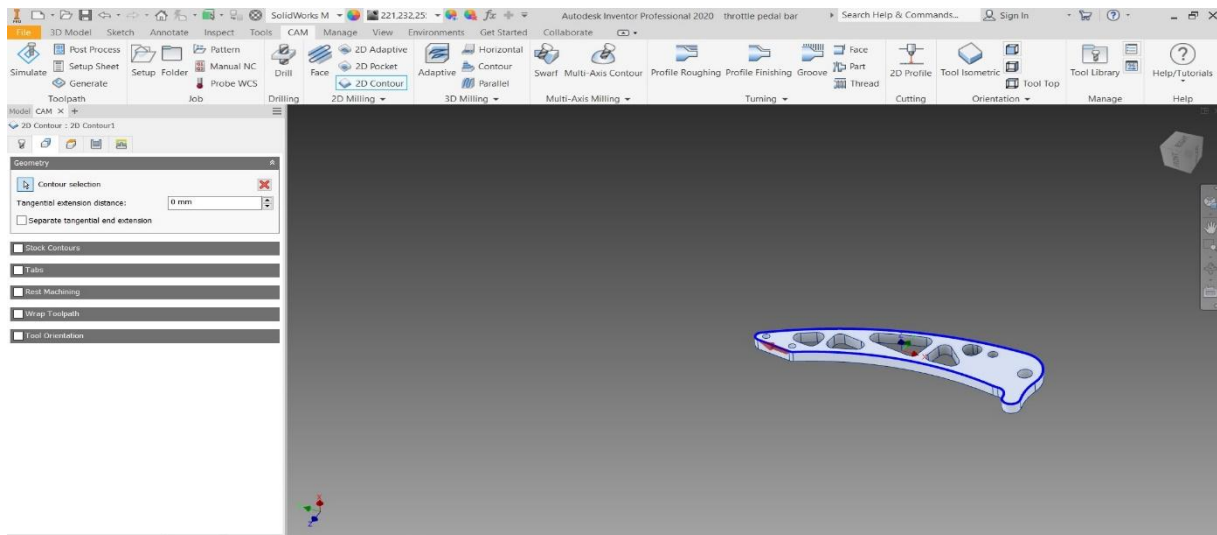 SolidWorks M 221,232,25: fx Autodesk Inventor Professional 2020 throttle pedal bar Search Help & Commands... Sign In
File 3D Model Sketch Annotate Inspect Tools CAM Manage View Environments Get Started Collaborate
Post Process Pattern 2D Adaptive Horizontal Face
Setup Sheet Manual NC 2D Pocket Contour Part
Simulate Setup Folder Drill Face Adaptive Swarf Multi-Axis Contour Profile Roughing Profile Finishing Groove 2D Profile Tool Isometric Tool Library Help/Tutorials
Generate Probe WCS 2D Contour Parallel Thread Tool Top
Toolpath Job Drilling 2D Milling 3D Milling Multi-Axis Milling Turning Cutting Orientation Manage Help
Model CAM × +
2D Contour : 2D Contour1
Geometry
Contour selection
Tangential extension distance: 0 mm
Separate tangential end extension
Stock Contours
Tabs
Rest Machining
Wrap Toolpath
Tool Orientation